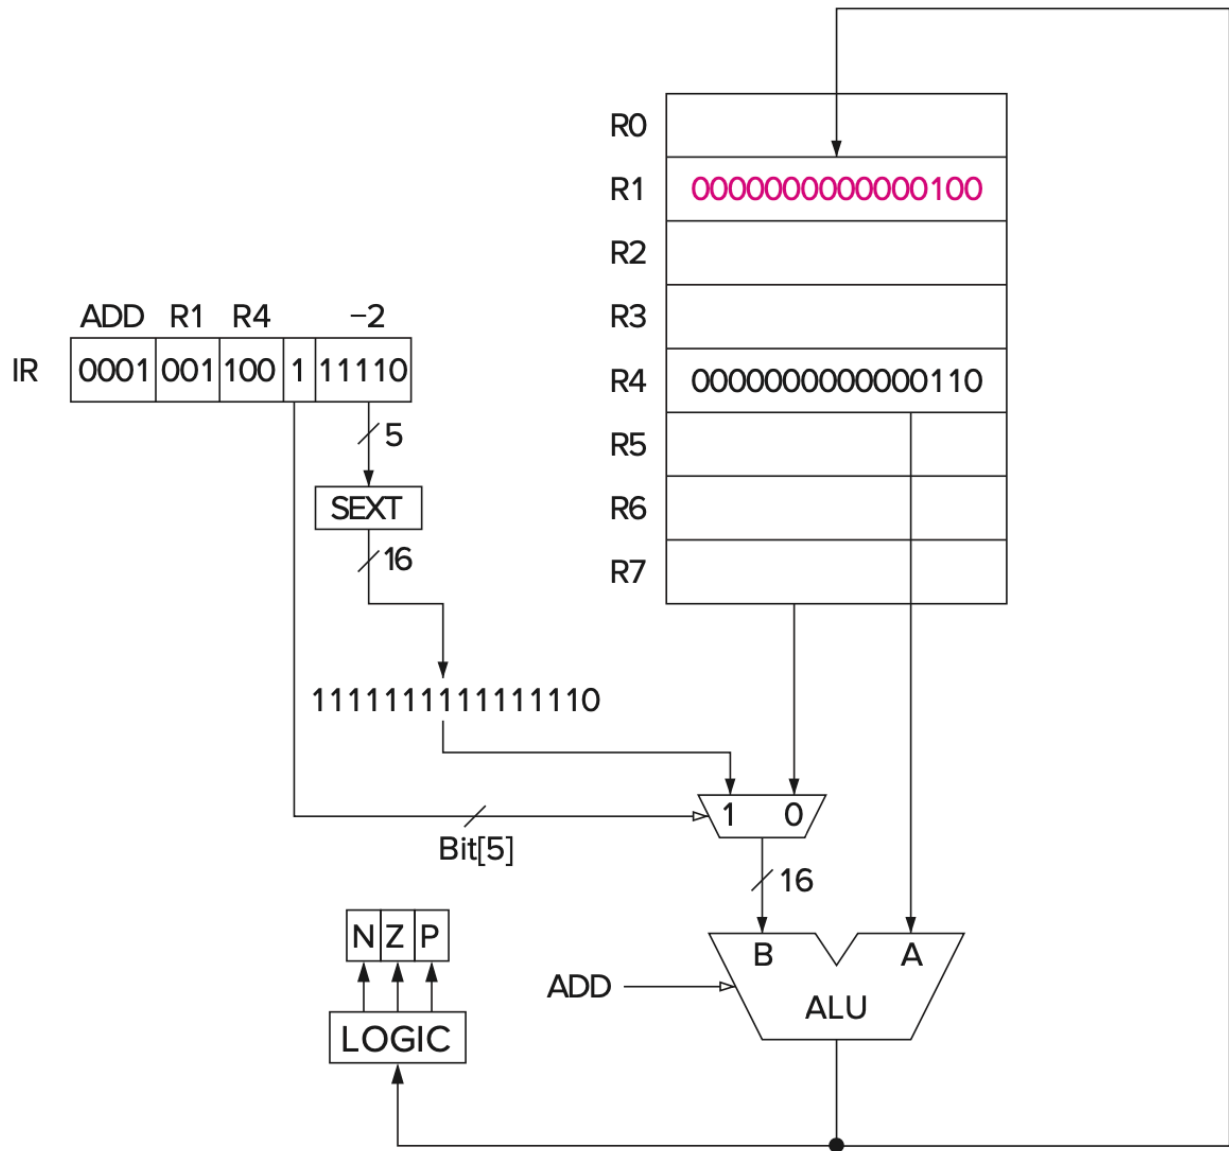 R0
R1 0000000000000100
R2
R3
ADD R1 R4 −2
IR 0001 001 100 1 11110
R4 0000000000000110
5
R5
SEXT
R6
16
R7
1111111111111110
1 0
Bit[5]
16
N Z P
B A
ADD
ALU
LOGIC